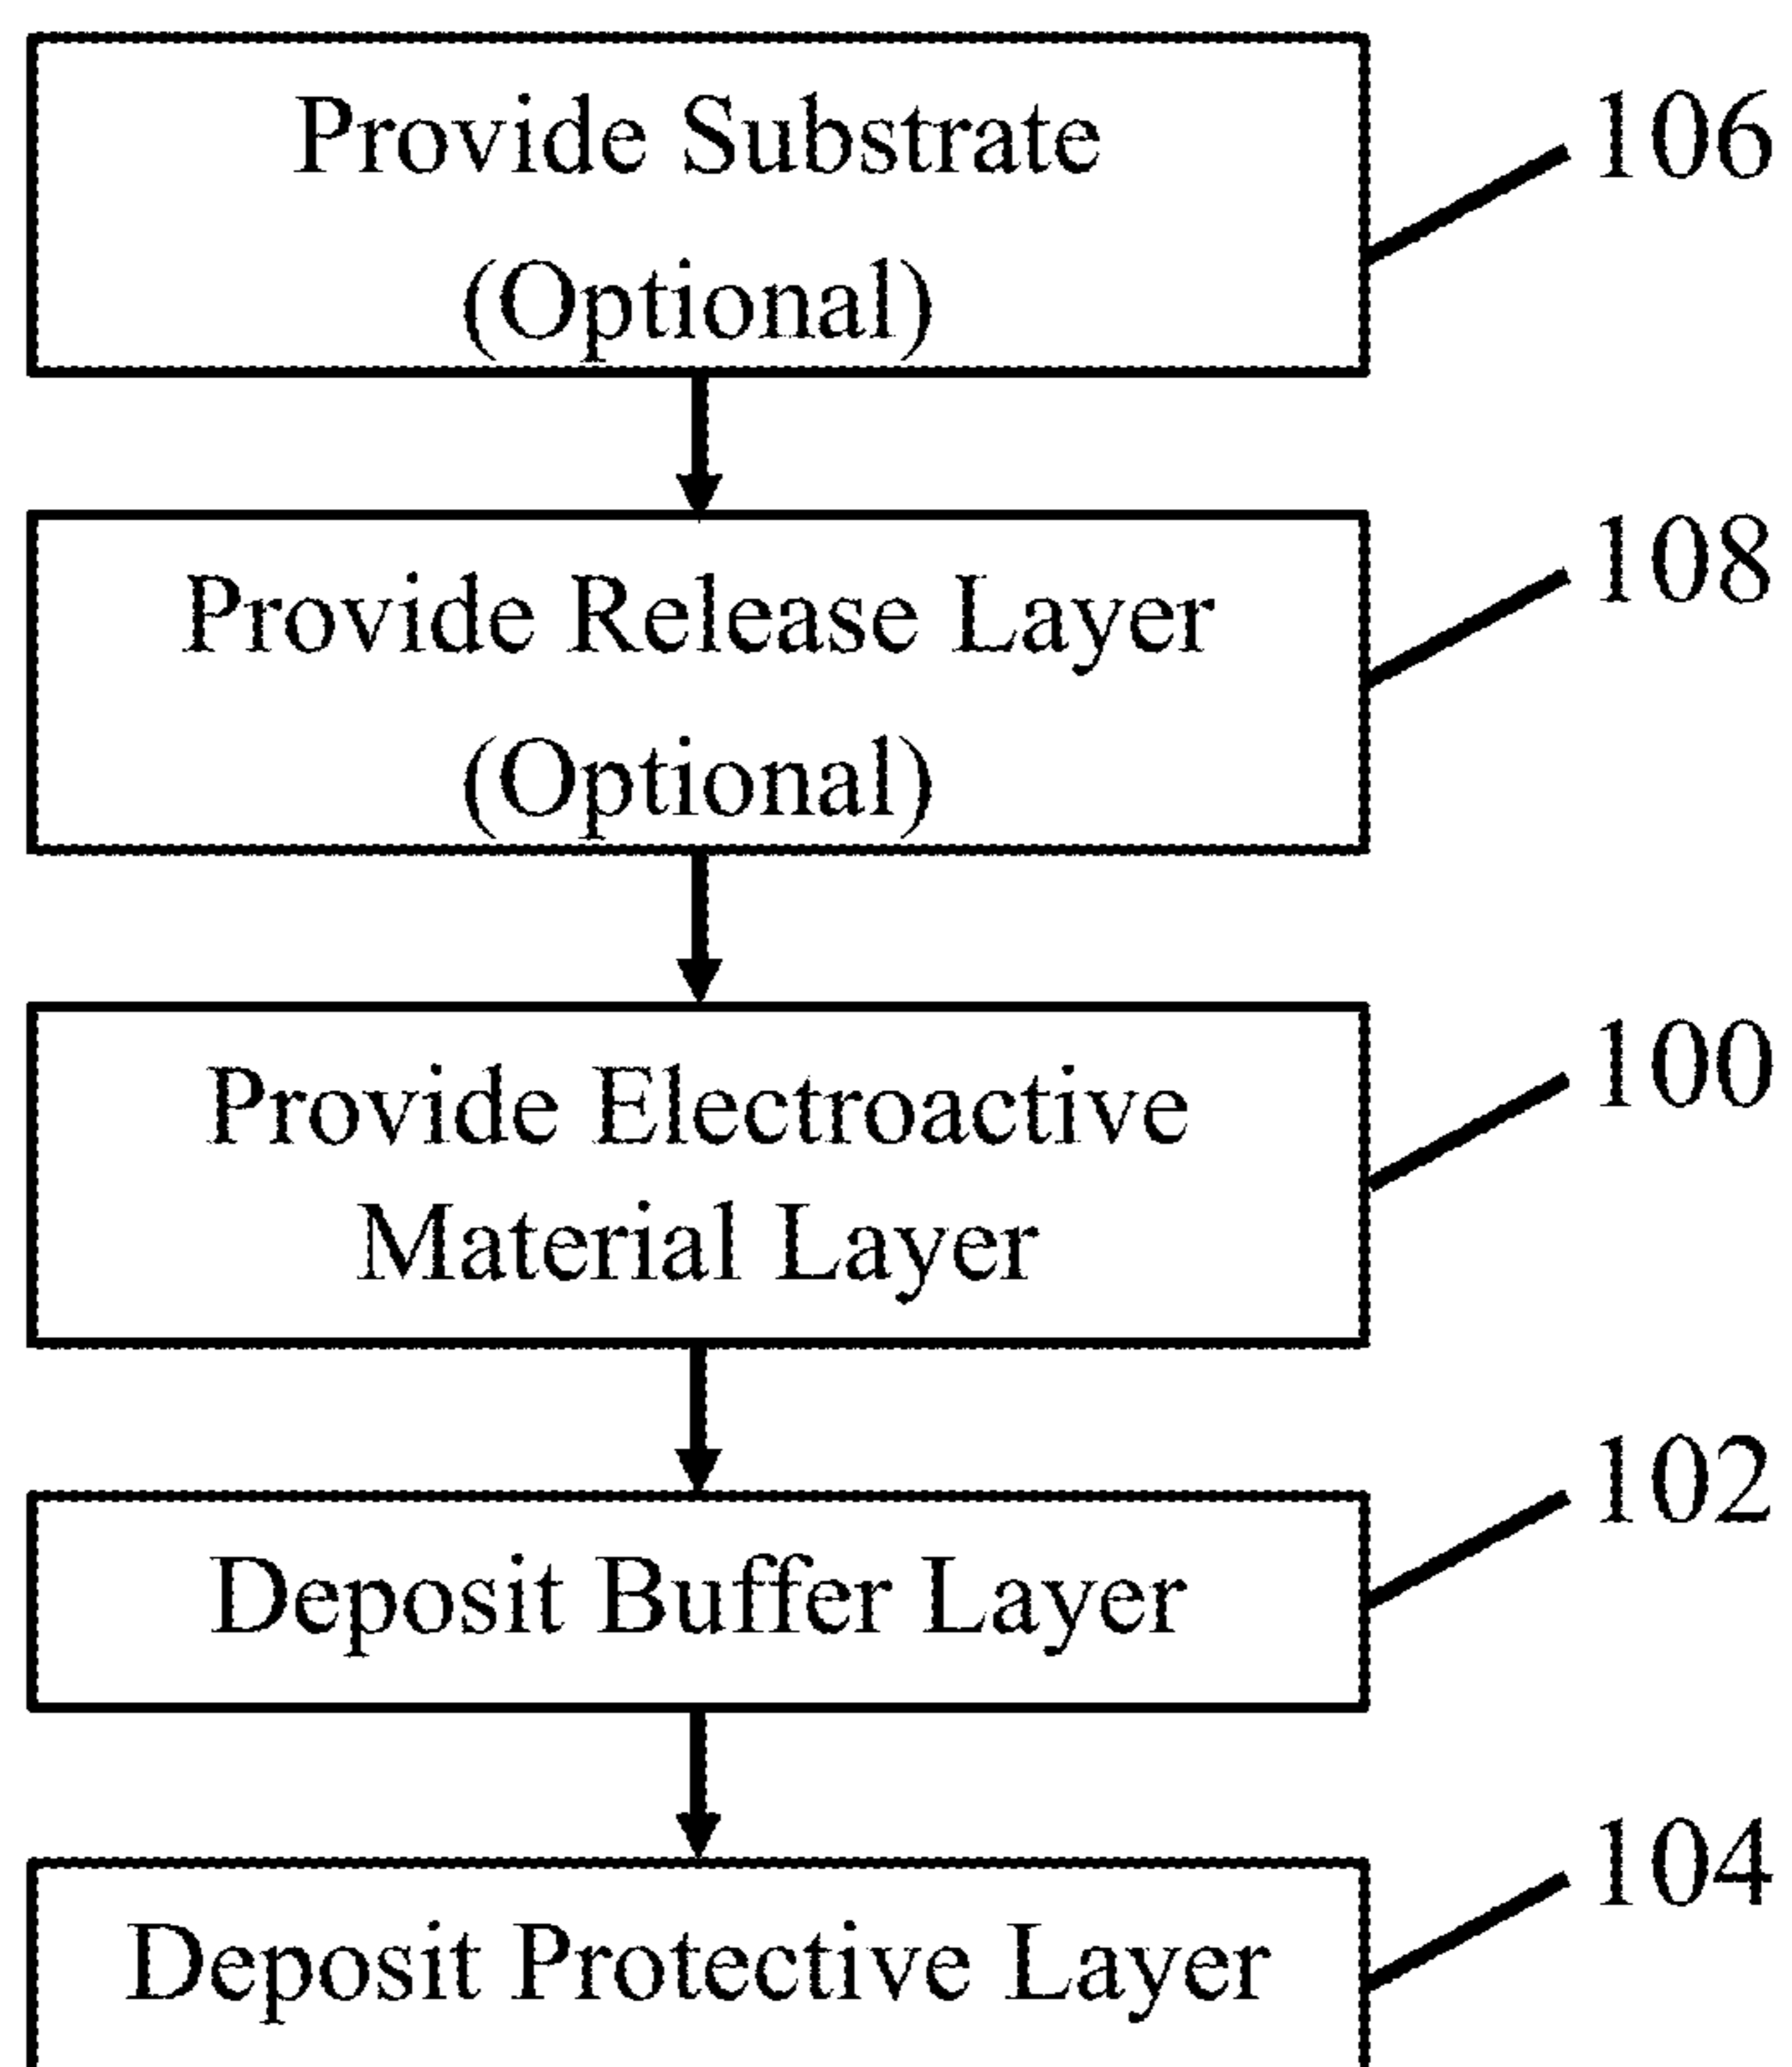 Provide Substrate
(Optional)
106
Provide Release Layer
(Optional)
108
Provide Electroactive
Material Layer
100
Deposit Buffer Layer
102
Deposit Protective Layer
104